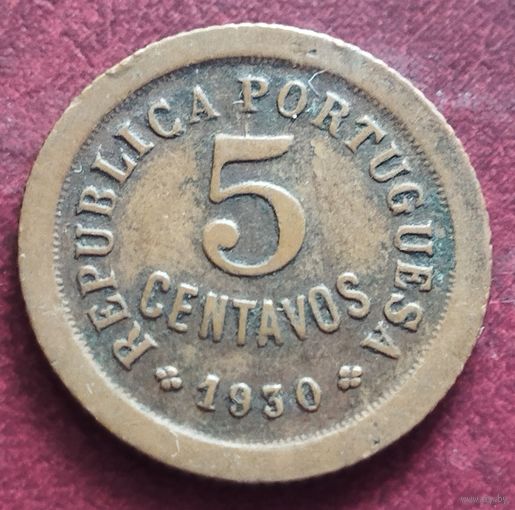 REPUBLICA PORTUGUESA
5
CENTAVOS
1930